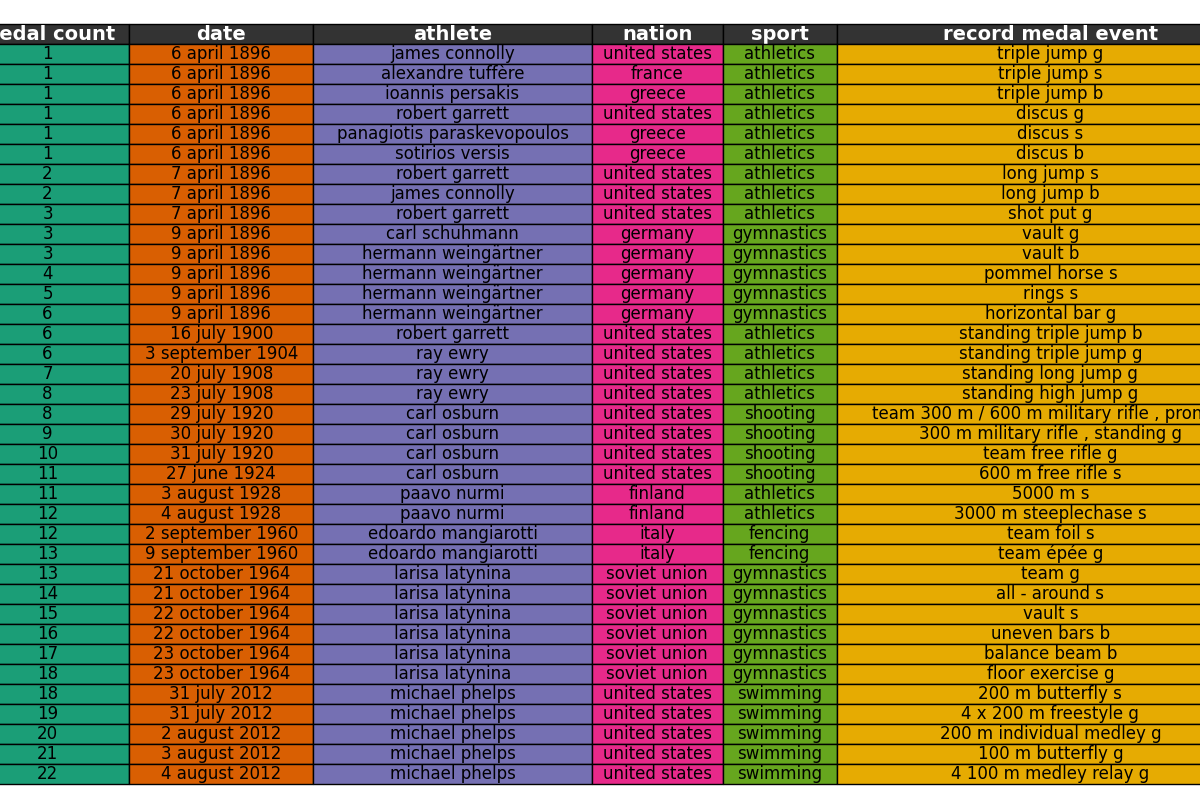 edal count date athlete nation sport record medal event
1 6 april 1896 james connolly united states athletics triple jump g
1 6 april 1896 alexandre tuffère france athletics triple jump s
1 6 april 1896 ioannis persakis greece athletics triple jump b
1 6 april 1896 robert garrett united states athletics discus g
1 6 april 1896 panagiotis paraskevopoulos greece athletics discus s
1 6 april 1896 sotirios versis greece athletics discus b
2 7 april 1896 robert garrett united states athletics long jump s
2 7 april 1896 james connolly united states athletics long jump b
3 7 april 1896 robert garrett united states athletics shot put g
3 9 april 1896 carl schuhmann germany gymnastics vault g
3 9 april 1896 hermann weingärtner germany gymnastics vault b
4 9 april 1896 hermann weingärtner germany gymnastics pommel horse s
5 9 april 1896 hermann weingärtner germany gymnastics rings s
6 9 april 1896 hermann weingärtner germany gymnastics horizontal bar g
6 16 july 1900 robert garrett united states athletics standing triple jump b
6 3 september 1904 ray ewry united states athletics standing triple jump g
7 20 july 1908 ray ewry united states athletics standing long jump g
8 23 july 1908 ray ewry united states athletics standing high jump g
8 29 july 1920 carl osburn united states shooting team 300 m / 600 m military rifle , pron
9 30 july 1920 carl osburn united states shooting 300 m military rifle , standing g
10 31 july 1920 carl osburn united states shooting team free rifle g
11 27 june 1924 carl osburn united states shooting 600 m free rifle s
11 3 august 1928 paavo nurmi finland athletics 5000 m s
12 4 august 1928 paavo nurmi finland athletics 3000 m steeplechase s
12 2 september 1960 edoardo mangiarotti italy fencing team foil s
13 9 september 1960 edoardo mangiarotti italy fencing team épée g
13 21 october 1964 larisa latynina soviet union gymnastics team g
14 21 october 1964 larisa latynina soviet union gymnastics all - around s
15 22 october 1964 larisa latynina soviet union gymnastics vault s
16 22 october 1964 larisa latynina soviet union gymnastics uneven bars b
17 23 october 1964 larisa latynina soviet union gymnastics balance beam b
18 23 october 1964 larisa latynina soviet union gymnastics floor exercise g
18 31 july 2012 michael phelps united states swimming 200 m butterfly s
19 31 july 2012 michael phelps united states swimming 4 x 200 m freestyle g
20 2 august 2012 michael phelps united states swimming 200 m individual medley g
21 3 august 2012 michael phelps united states swimming 100 m butterfly g
22 4 august 2012 michael phelps united states swimming 4 100 m medley relay g